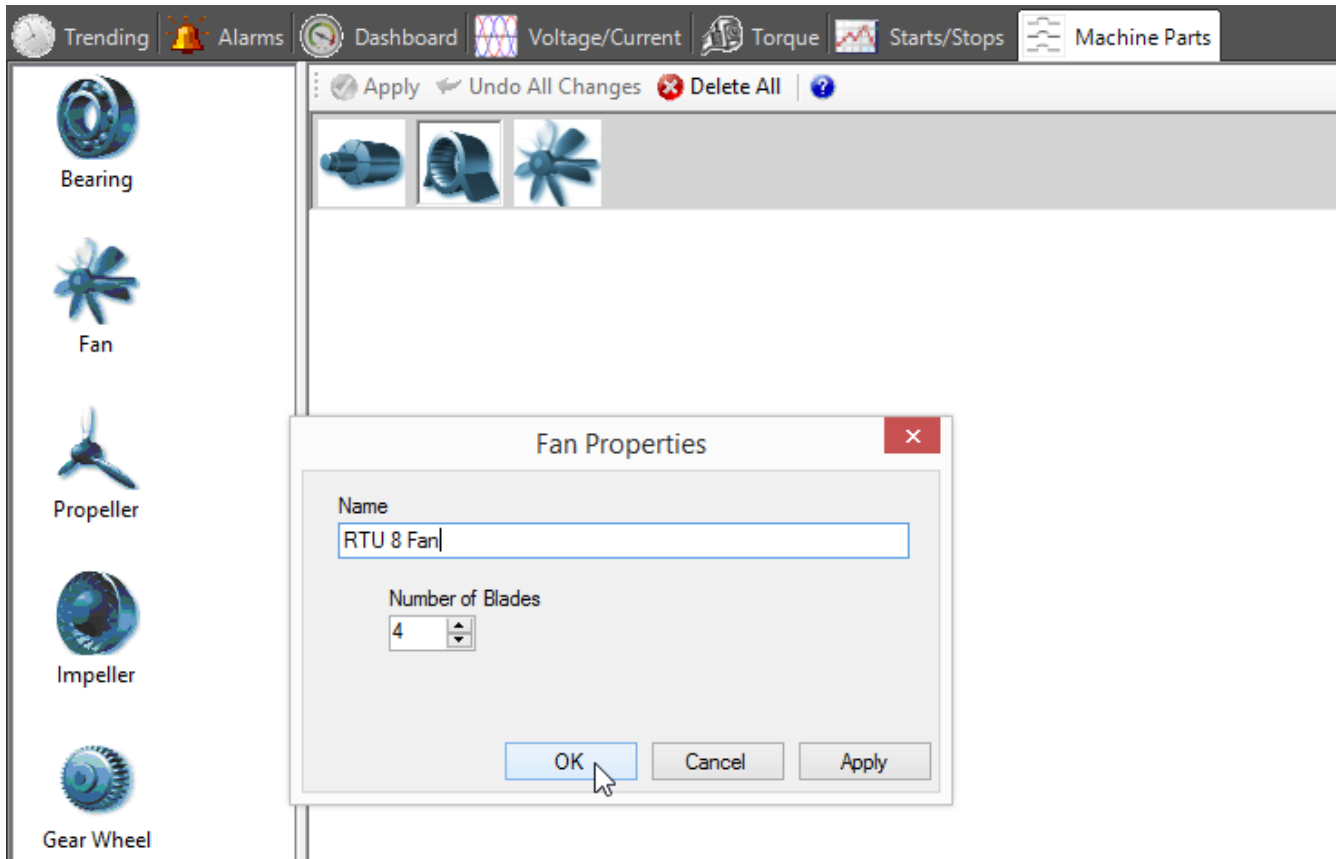 Trending Alarms Dashboard Voltage/Current Torque Starts/Stops Machine Parts
Apply Undo All Changes Delete All ?
Bearing
Fan
Propeller
Impeller
Gear Wheel
Fan Properties
Name
RTU 8 Fan
Number of Blades
4
OK Cancel Apply